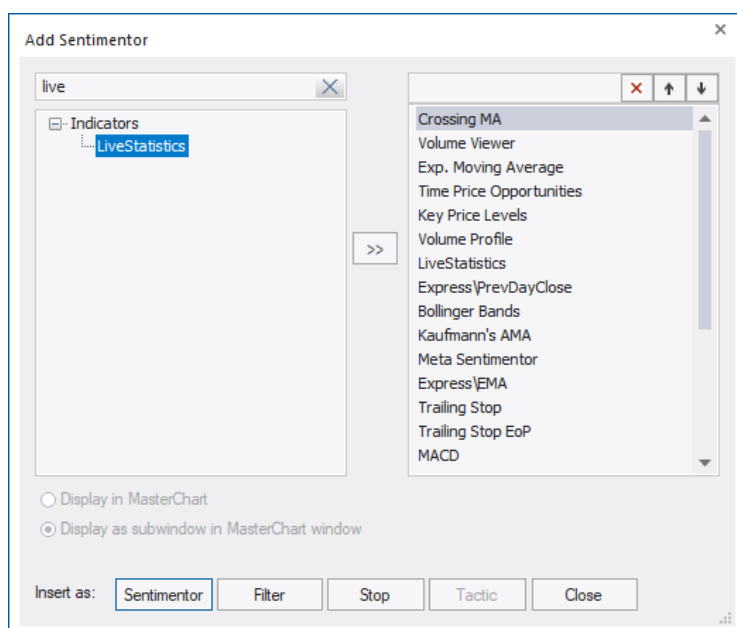 Add Sentimentor
live
Indicators
LiveStatistics
>>
Crossing MA
Volume Viewer
Exp. Moving Average
Time Price Opportunities
Key Price Levels
Volume Profile
LiveStatistics
Express\PrevDayClose
Bollinger Bands
Kaufmann's AMA
Meta Sentimentor
Express\EMA
Trailing Stop
Trailing Stop EoP
MACD
Display in MasterChart
Display as subwindow in MasterChart window
Insert as: Sentimentor Filter Stop Tactic Close